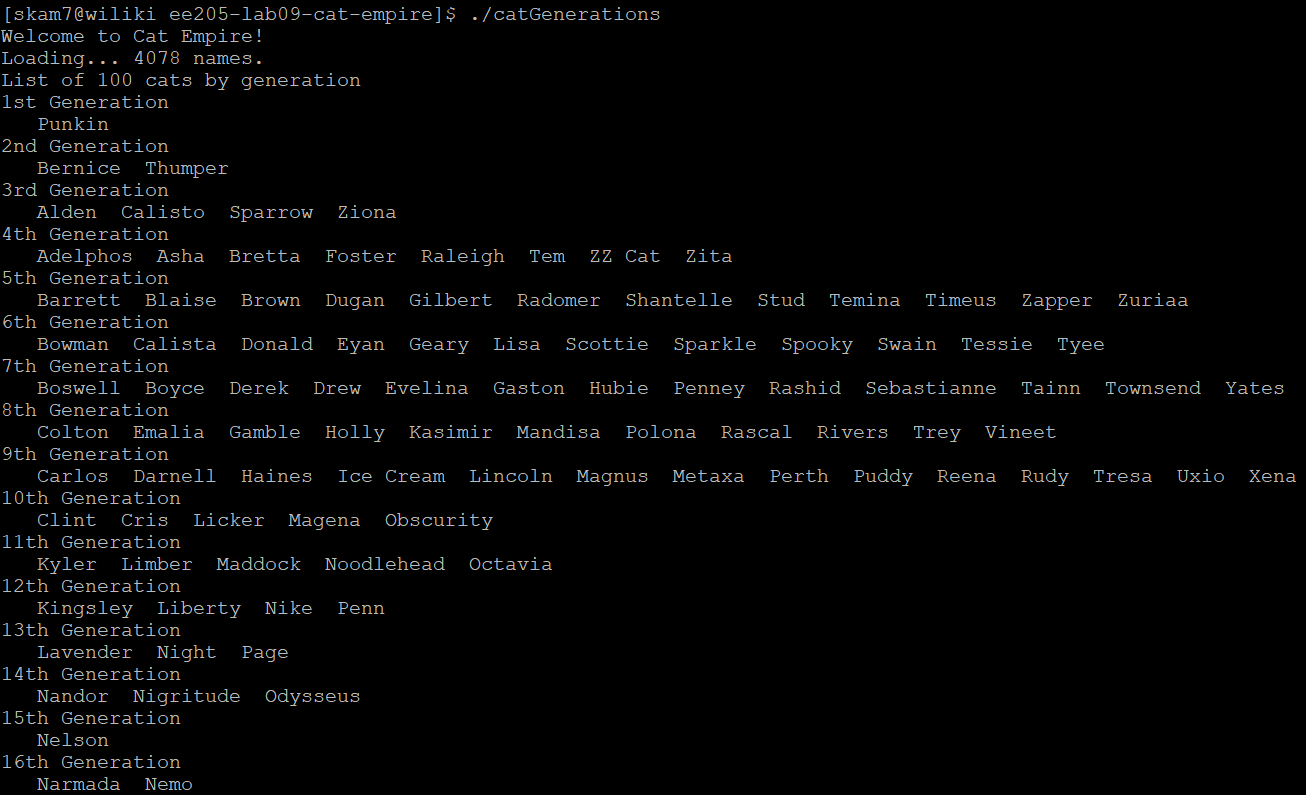 [skam7@wiliki ee205-lab09-cat-empire]$ ./catGenerations
Welcome to Cat Empire!
Loading... 4078 names.
List of 100 cats by generation
1st Generation
   Punkin
2nd Generation
   Bernice  Thumper
3rd Generation
   Alden  Calisto  Sparrow  Ziona
4th Generation
   Adelphos  Asha  Bretta  Foster  Raleigh  Tem  ZZ Cat  Zita
5th Generation
   Barrett  Blaise  Brown  Dugan  Gilbert  Radomer  Shantelle  Stud  Temina  Timeus  Zapper  Zuriaa
6th Generation
   Bowman  Calista  Donald  Eyan  Geary  Lisa  Scottie  Sparkle  Spooky  Swain  Tessie  Tyee
7th Generation
   Boswell  Boyce  Derek  Drew  Evelina  Gaston  Hubie  Penney  Rashid  Sebastianne  Tainn  Townsend  Yates
8th Generation
   Colton  Emalia  Gamble  Holly  Kasimir  Mandisa  Polona  Rascal  Rivers  Trey  Vineet
9th Generation
   Carlos  Darnell  Haines  Ice Cream  Lincoln  Magnus  Metaxa  Perth  Puddy  Reena  Rudy  Tresa  Uxio  Xena
10th Generation
   Clint  Cris  Licker  Magena  Obscurity
11th Generation
   Kyler  Limber  Maddock  Noodlehead  Octavia
12th Generation
   Kingsley  Liberty  Nike  Penn
13th Generation
   Lavender  Night  Page
14th Generation
   Nandor  Nigritude  Odysseus
15th Generation
   Nelson
16th Generation
   Narmada  Nemo